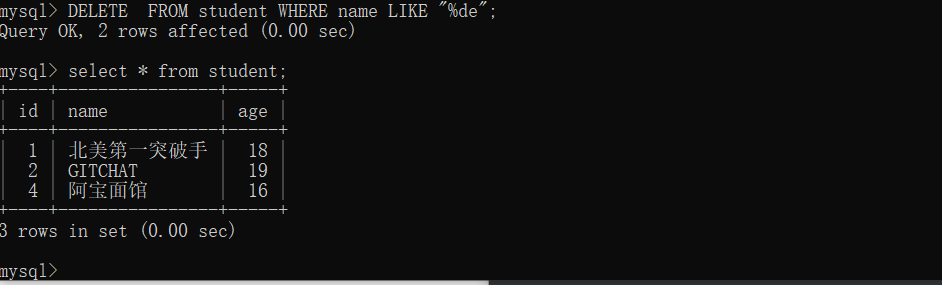 mysql> DELETE  FROM student WHERE name LIKE "%de";
Query OK, 2 rows affected (0.00 sec)
mysql> select * from student;
+----+---------------+-----+
| id | name          | age |
+----+---------------+-----+
|  1 | 北美第一突破手 |  18 |
|  2 | GITCHAT       |  19 |
|  4 | 阿宝面馆      |  16 |
+----+---------------+-----+
3 rows in set (0.00 sec)
mysql>